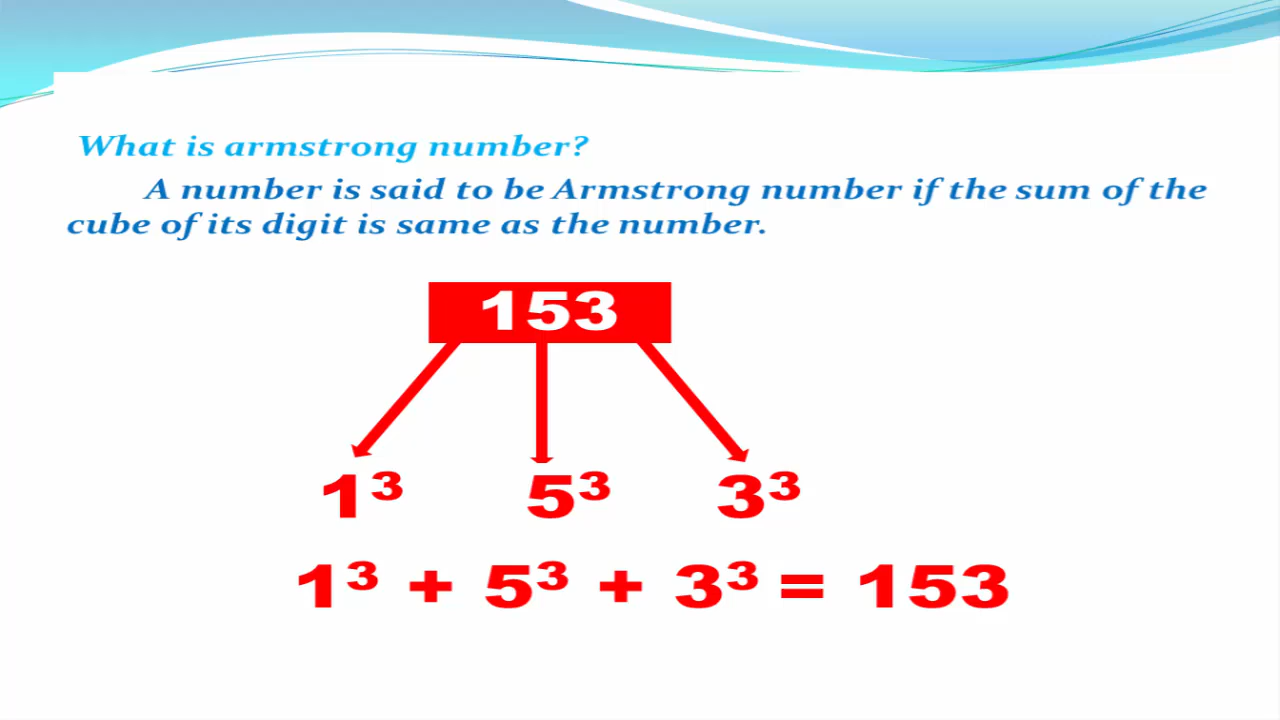 What is armstrong number?
A number is said to be Armstrong number if the sum of the
cube of its digit is same as the number.
153
1³ 5³ 3³
1³ + 5³ + 3³ = 153